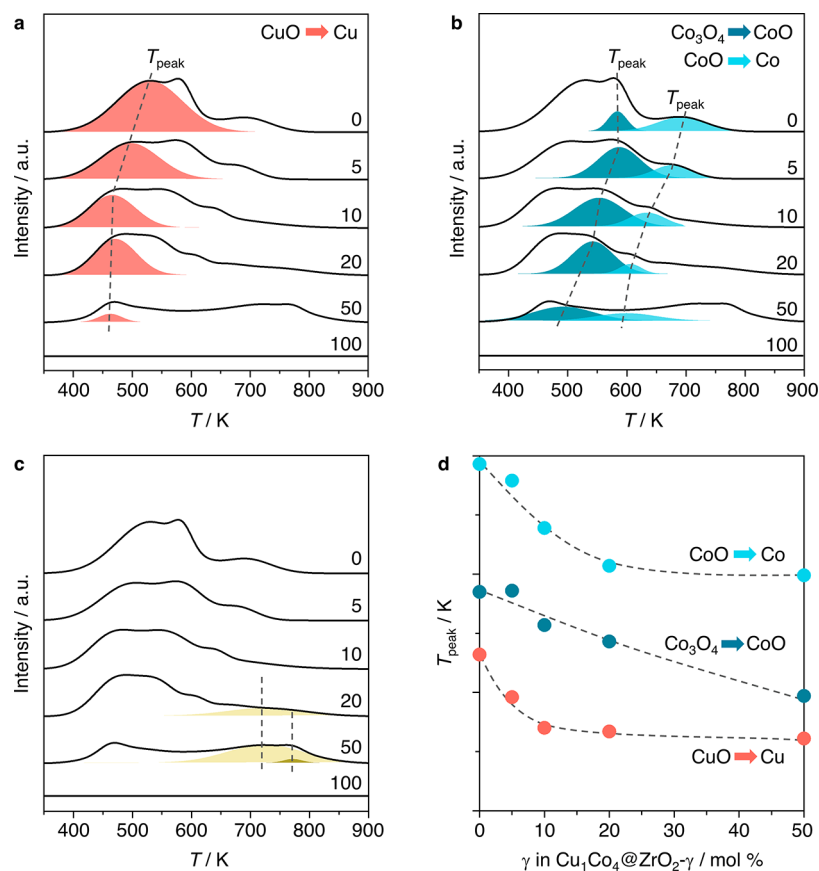 a
CuO → Cu
T_peak
0
5
10
20
50
100
Intensity / a.u.
400 500 600 700 800 900
T / K
b
Co₃O₄ → CoO
CoO → Co
T_peak
T_peak
0
5
10
20
50
100
Intensity / a.u.
400 500 600 700 800 900
T / K
c
0
5
10
20
50
100
Intensity / a.u.
400 500 600 700 800 900
T / K
d
CoO → Co
Co₃O₄ → CoO
CuO → Cu
T_peak / K
0 10 20 30 40 50
γ in Cu₁Co₄@ZrO₂-γ / mol %